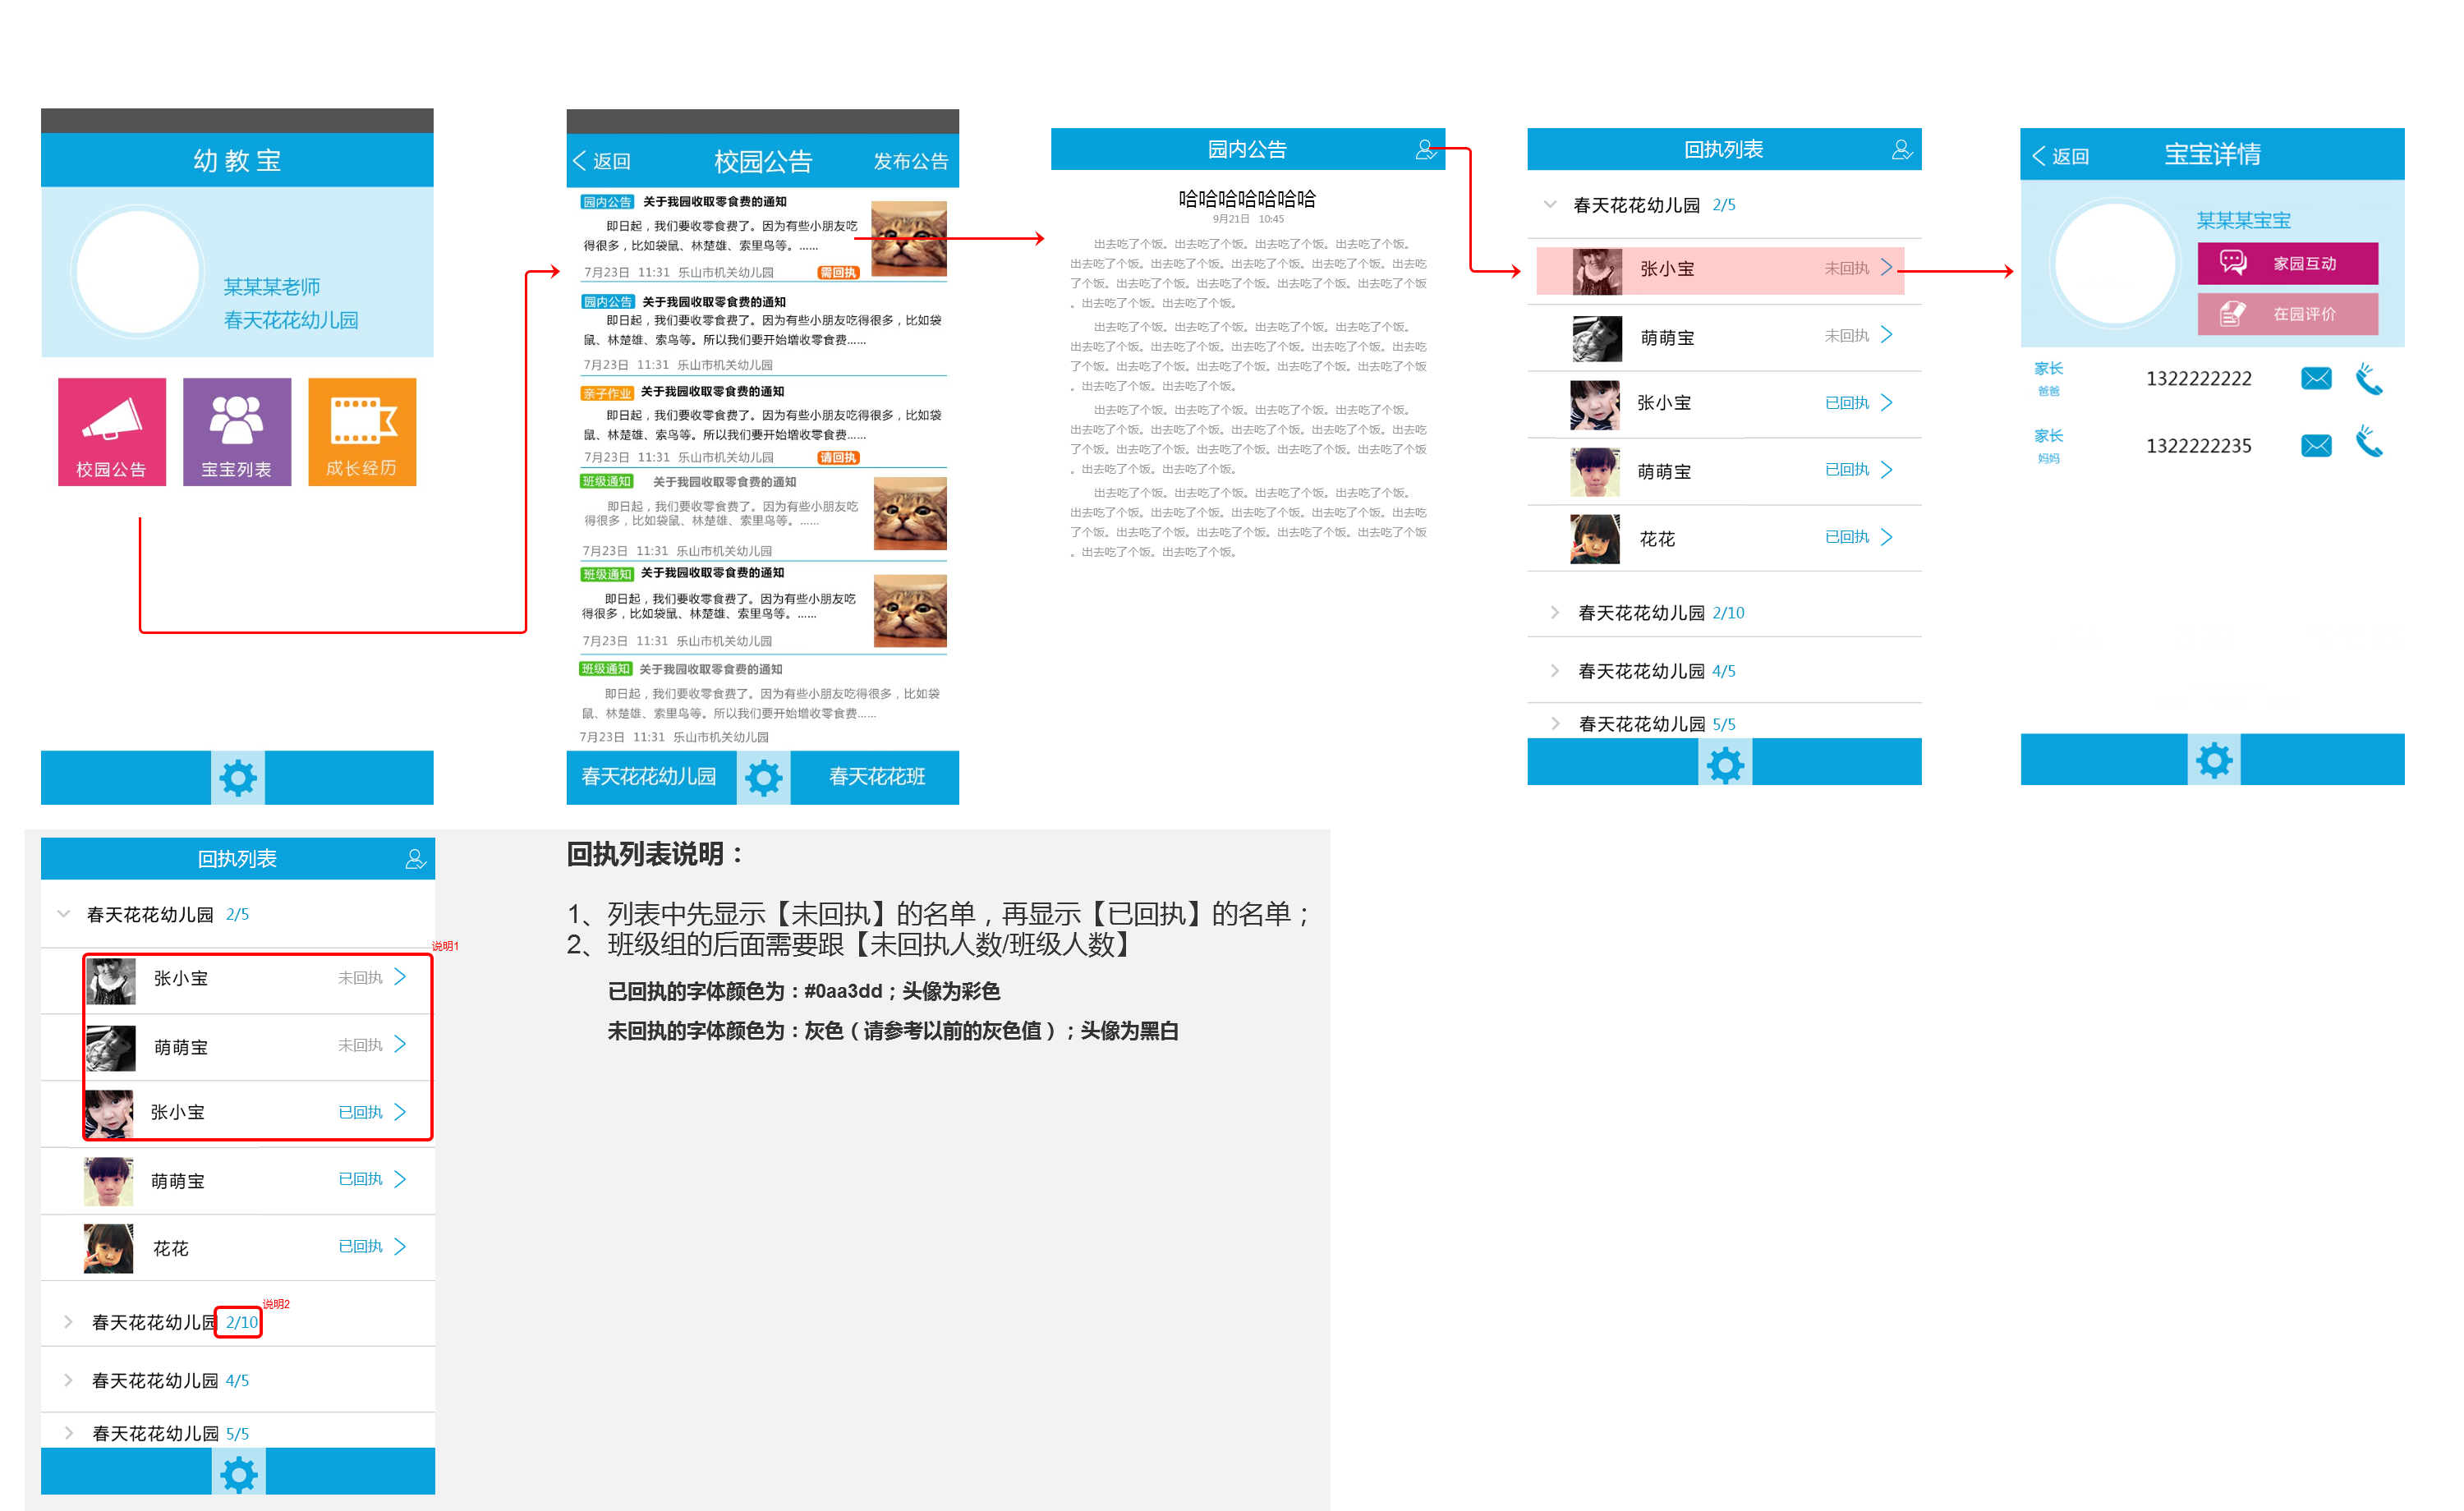 幼教宝
某某某老师
春天花花幼儿园
校园公告
宝宝列表
成长经历
返回
校园公告
发布公告
园内公告 关于我园收取零食费的通知
即日起，我们要收零食费了。因为有些小朋友吃
得很多，比如袋鼠、林楚雄、索里鸟等。……
7月23日 11:31 乐山市机关幼儿园 需回执
园内公告 关于我园收取零食费的通知
即日起，我们要收零食费了。因为有些小朋友吃得很多，比如袋
鼠、林楚雄、索鸟等。所以我们要开始增收零食费……
7月23日 11:31 乐山市机关幼儿园
亲子作业 关于我园收取零食费的通知
即日起，我们要收零食费了。因为有些小朋友吃得很多，比如袋
鼠、林楚雄、索里鸟等。所以我们要开始增收零食费……
7月23日 11:31 乐山市机关幼儿园 请回执
班级通知 关于我园收取零食费的通知
即日起，我们要收零食费了。因为有些小朋友吃
得很多，比如袋鼠、林楚雄、索里鸟等。……
7月23日 11:31 乐山市机关幼儿园
班级通知 关于我园收取零食费的通知
即日起，我们要收零食费了。因为有些小朋友吃
得很多，比如袋鼠、林楚雄、索里鸟等。……
7月23日 11:31 乐山市机关幼儿园
班级通知 关于我园收取零食费的通知
即日起，我们要收零食费了。因为有些小朋友吃得很多，比如袋
鼠、林楚雄、索里鸟等。所以我们要开始增收零食费……
7月23日 11:31 乐山市机关幼儿园
春天花花幼儿园
春天花花班
园内公告
哈哈哈哈哈哈哈
9月21日 10:45
出去吃了个饭。出去吃了个饭。出去吃了个饭。出去吃了个饭。
出去吃了个饭。出去吃了个饭。出去吃了个饭。出去吃了个饭。出去吃
了个饭。出去吃了个饭。出去吃了个饭。出去吃了个饭。出去吃了个饭
。出去吃了个饭。出去吃了个饭。
出去吃了个饭。出去吃了个饭。出去吃了个饭。出去吃了个饭。
出去吃了个饭。出去吃了个饭。出去吃了个饭。出去吃了个饭。出去吃
了个饭。出去吃了个饭。出去吃了个饭。出去吃了个饭。出去吃了个饭
。出去吃了个饭。出去吃了个饭。
出去吃了个饭。出去吃了个饭。出去吃了个饭。出去吃了个饭。
出去吃了个饭。出去吃了个饭。出去吃了个饭。出去吃了个饭。出去吃
了个饭。出去吃了个饭。出去吃了个饭。出去吃了个饭。出去吃了个饭
。出去吃了个饭。出去吃了个饭。
出去吃了个饭。出去吃了个饭。出去吃了个饭。出去吃了个饭。
出去吃了个饭。出去吃了个饭。出去吃了个饭。出去吃了个饭。出去吃
了个饭。出去吃了个饭。出去吃了个饭。出去吃了个饭。出去吃了个饭
。出去吃了个饭。出去吃了个饭。
回执列表
春天花花幼儿园 2/5
张小宝 未回执
萌萌宝 未回执
张小宝 已回执
萌萌宝 已回执
花花 已回执
春天花花幼儿园 2/10
春天花花幼儿园 4/5
春天花花幼儿园 5/5
返回
宝宝详情
某某某宝宝
家园互动
在园评价
家长
爸爸
1322222222
家长
妈妈
1322222235
回执列表
春天花花幼儿园 2/5
说明1
张小宝 未回执
萌萌宝 未回执
张小宝 已回执
萌萌宝 已回执
花花 已回执
说明2
春天花花幼儿园 2/10
春天花花幼儿园 4/5
春天花花幼儿园 5/5
回执列表说明：
1、列表中先显示【未回执】的名单，再显示【已回执】的名单；
2、班级组的后面需要跟【未回执人数/班级人数】
已回执的字体颜色为：#0aa3dd；头像为彩色
未回执的字体颜色为：灰色（请参考以前的灰色值）；头像为黑白